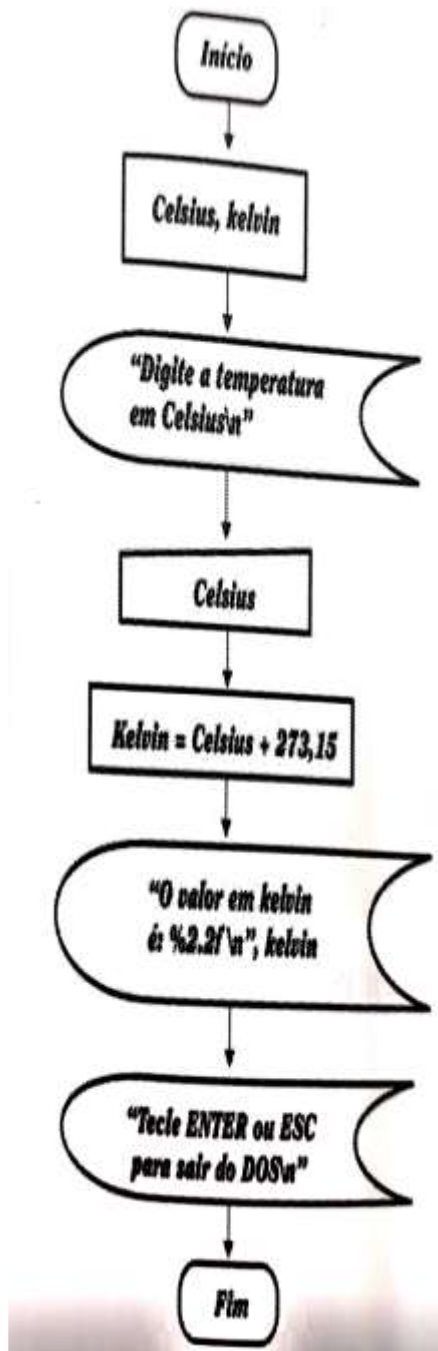 Início
Celsius, kelvin
“Digite a temperatura
em Celsius\n”
Celsius
Kelvin = Celsius + 273,15
“O valor em kelvin
é: %2.2f \n”, kelvin
“Tecle ENTER ou ESC
para sair do DOS\n”
Fim